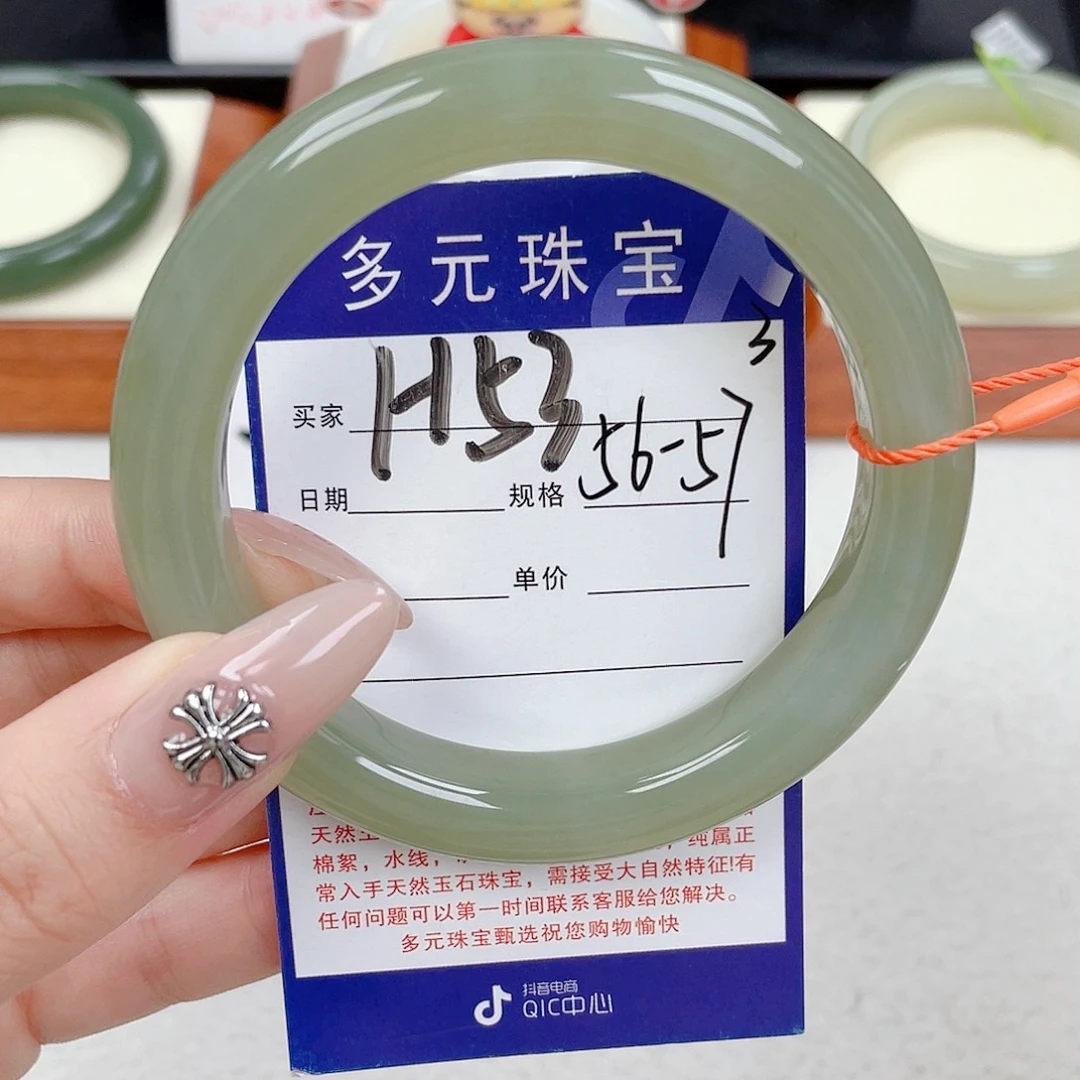 多元珠宝
3
买家 H53
日期 规格 56-57
单价
天然
棉絮，水线， 纯属正
常入手天然玉石珠宝，需接受大自然特征!有
任何问题可以第一时间联系客服给您解决。
多元珠宝甄选祝您购物愉快
抖音电商
QIC中心